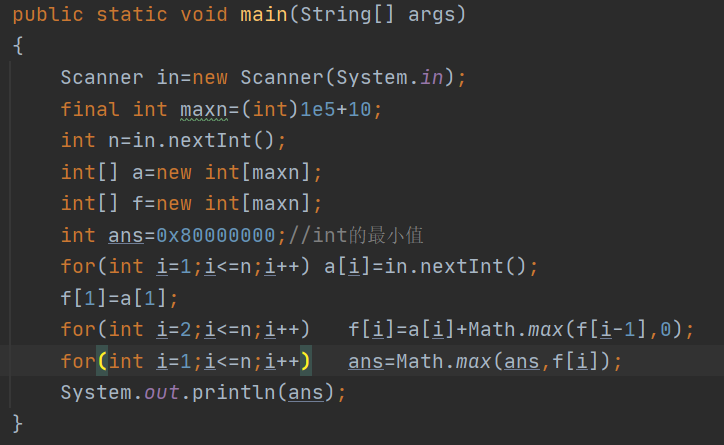 public static void main(String[] args)
{
    Scanner in=new Scanner(System.in);
    final int maxn=(int)1e5+10;
    int n=in.nextInt();
    int[] a=new int[maxn];
    int[] f=new int[maxn];
    int ans=0x80000000;//int的最小值
    for(int i=1;i<=n;i++) a[i]=in.nextInt();
    f[1]=a[1];
    for(int i=2;i<=n;i++)   f[i]=a[i]+Math.max(f[i-1],0);
    for(int i=1;i<=n;i++)   ans=Math.max(ans,f[i]);
    System.out.println(ans);
}